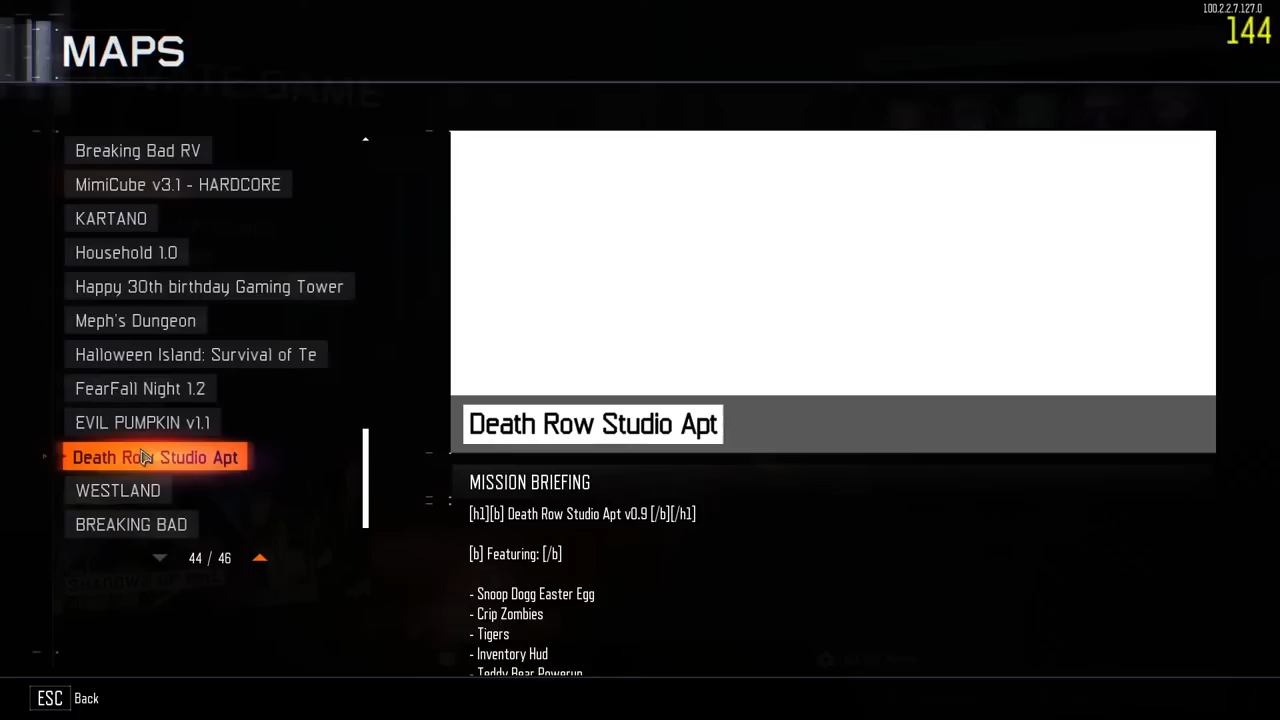 100.2.2.7.127.0
144
MAPS
Breaking Bad RV
MimiCube v3.1 - HARDCORE
KARTANO
Household 1.0
Happy 30th birthday Gaming Tower
Meph's Dungeon
Halloween Island: Survival of Te
FearFall Night 1.2
EVIL PUMPKIN v1.1
Death Row Studio Apt
WESTLAND
BREAKING BAD
44 / 46
Death Row Studio Apt
MISSION BRIEFING
[h1][b] Death Row Studio Apt v0.9 [/b][/h1]
[b] Featuring: [/b]
- Snoop Dogg Easter Egg
- Crip Zombies
- Tigers
- Inventory Hud
- Teddy Bear Powerup
ESC Back